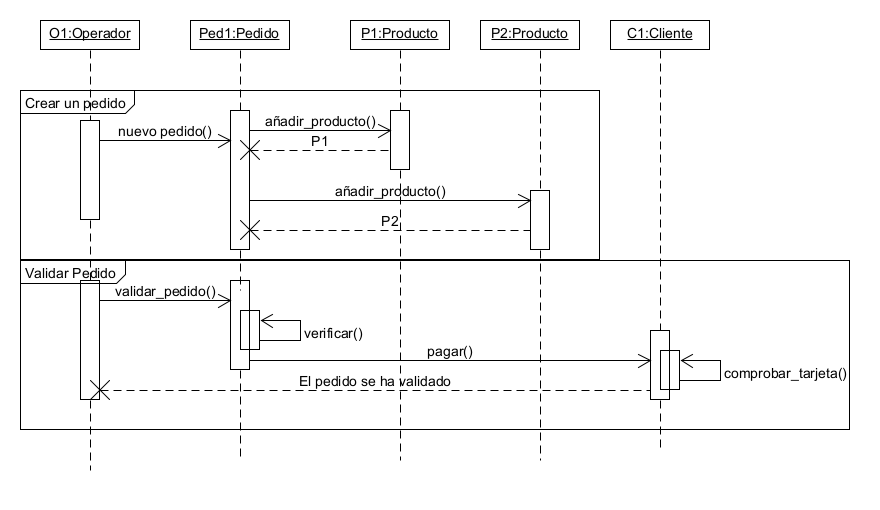 O1:Operador
Ped1:Pedido
P1:Producto
P2:Producto
C1:Cliente
Crear un pedido
nuevo pedido()
añadir_producto()
P1
añadir_producto()
P2
Validar Pedido
validar_pedido()
verificar()
pagar()
comprobar_tarjeta()
El pedido se ha validado